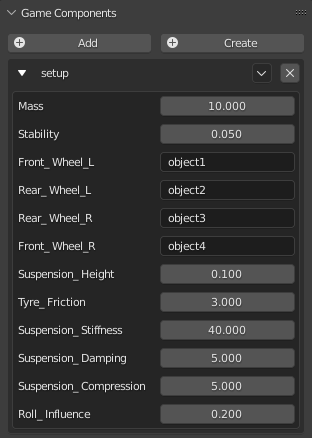 Game Components
Add Create
setup
Mass 10.000
Stability 0.050
Front_Wheel_L object1
Rear_Wheel_L object2
Rear_Wheel_R object3
Front_Wheel_R object4
Suspension_Height 0.100
Tyre_Friction 3.000
Suspension_Stiffness 40.000
Suspension_Damping 5.000
Suspension_Compression 5.000
Roll_Influence 0.200